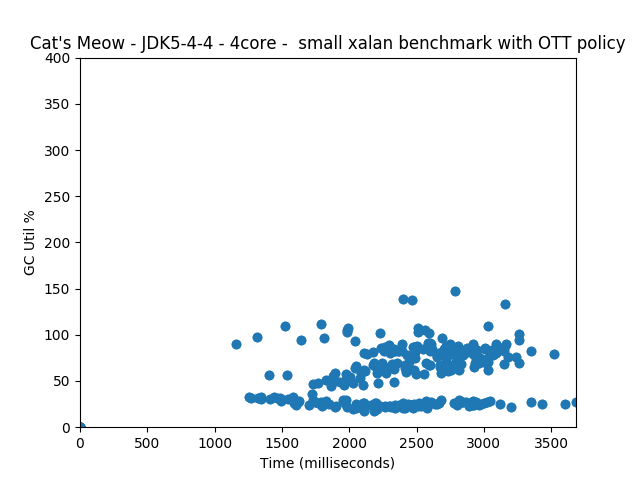 Cat's Meow - JDK5-4-4 - 4core -  small xalan benchmark with OTT policy
400
350
300
250
200
150
100
50
0
GC Util %
0 500 1000 1500 2000 2500 3000 3500
Time (milliseconds)